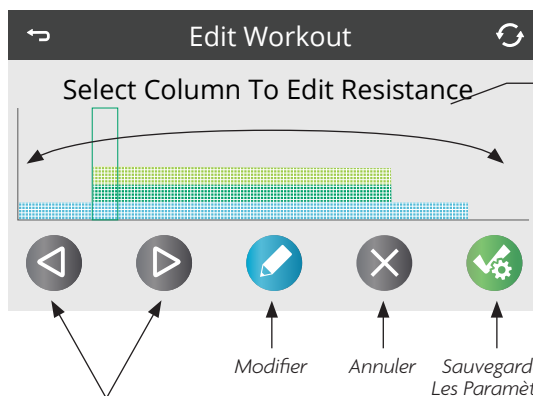 Edit Workout
Select Column To Edit Resistance
Modifier
Annuler
Sauvegard
Les Paramèt